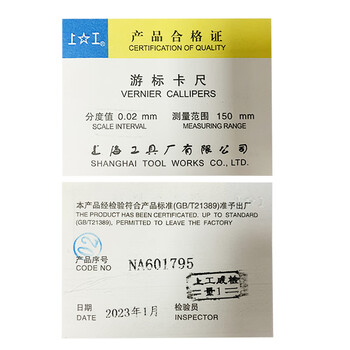 上☆工
产品合格证
CERTIFICATION OF QUALITY
游标卡尺
VERNIER CALLIPERS
分度值 0.02 mm 测量范围 150 mm
SCALE INTERVAL MEASURING RANGE
上海工具厂有限公司
SHANGHAI TOOL WORKS CO., LTD.
本产品经检验符合产品标准(GB/T21389)准予出厂
THE PRODUCT HAS BEEN CERTIFICATED. UP TO STANDARD
(GB/T21389), PERMITTED TO LEAVE THE FACTORY
02
产品序号
CODE NO NA601795
上工质检
量1
日期 2023年1月 检验员
DATE INSPECTOR